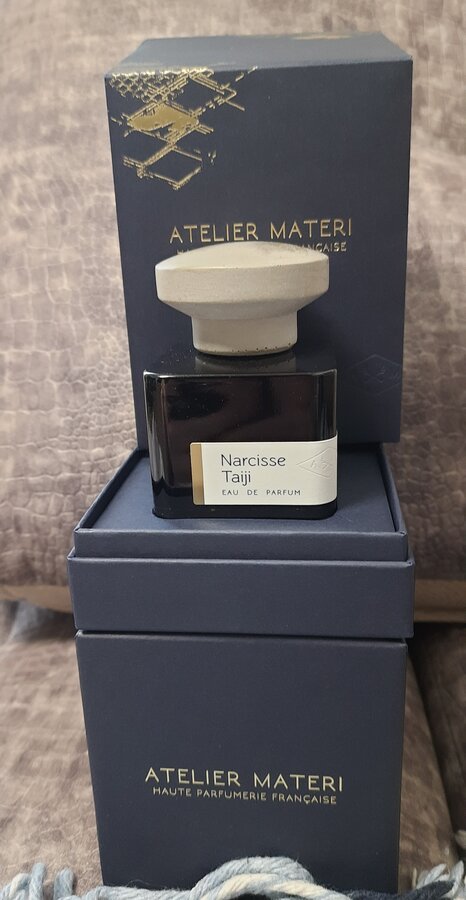 ATELIER MATERI
Narcisse
Taiji
EAU DE PARFUM
ATELIER MATERI
HAUTE PARFUMERIE FRANÇAISE